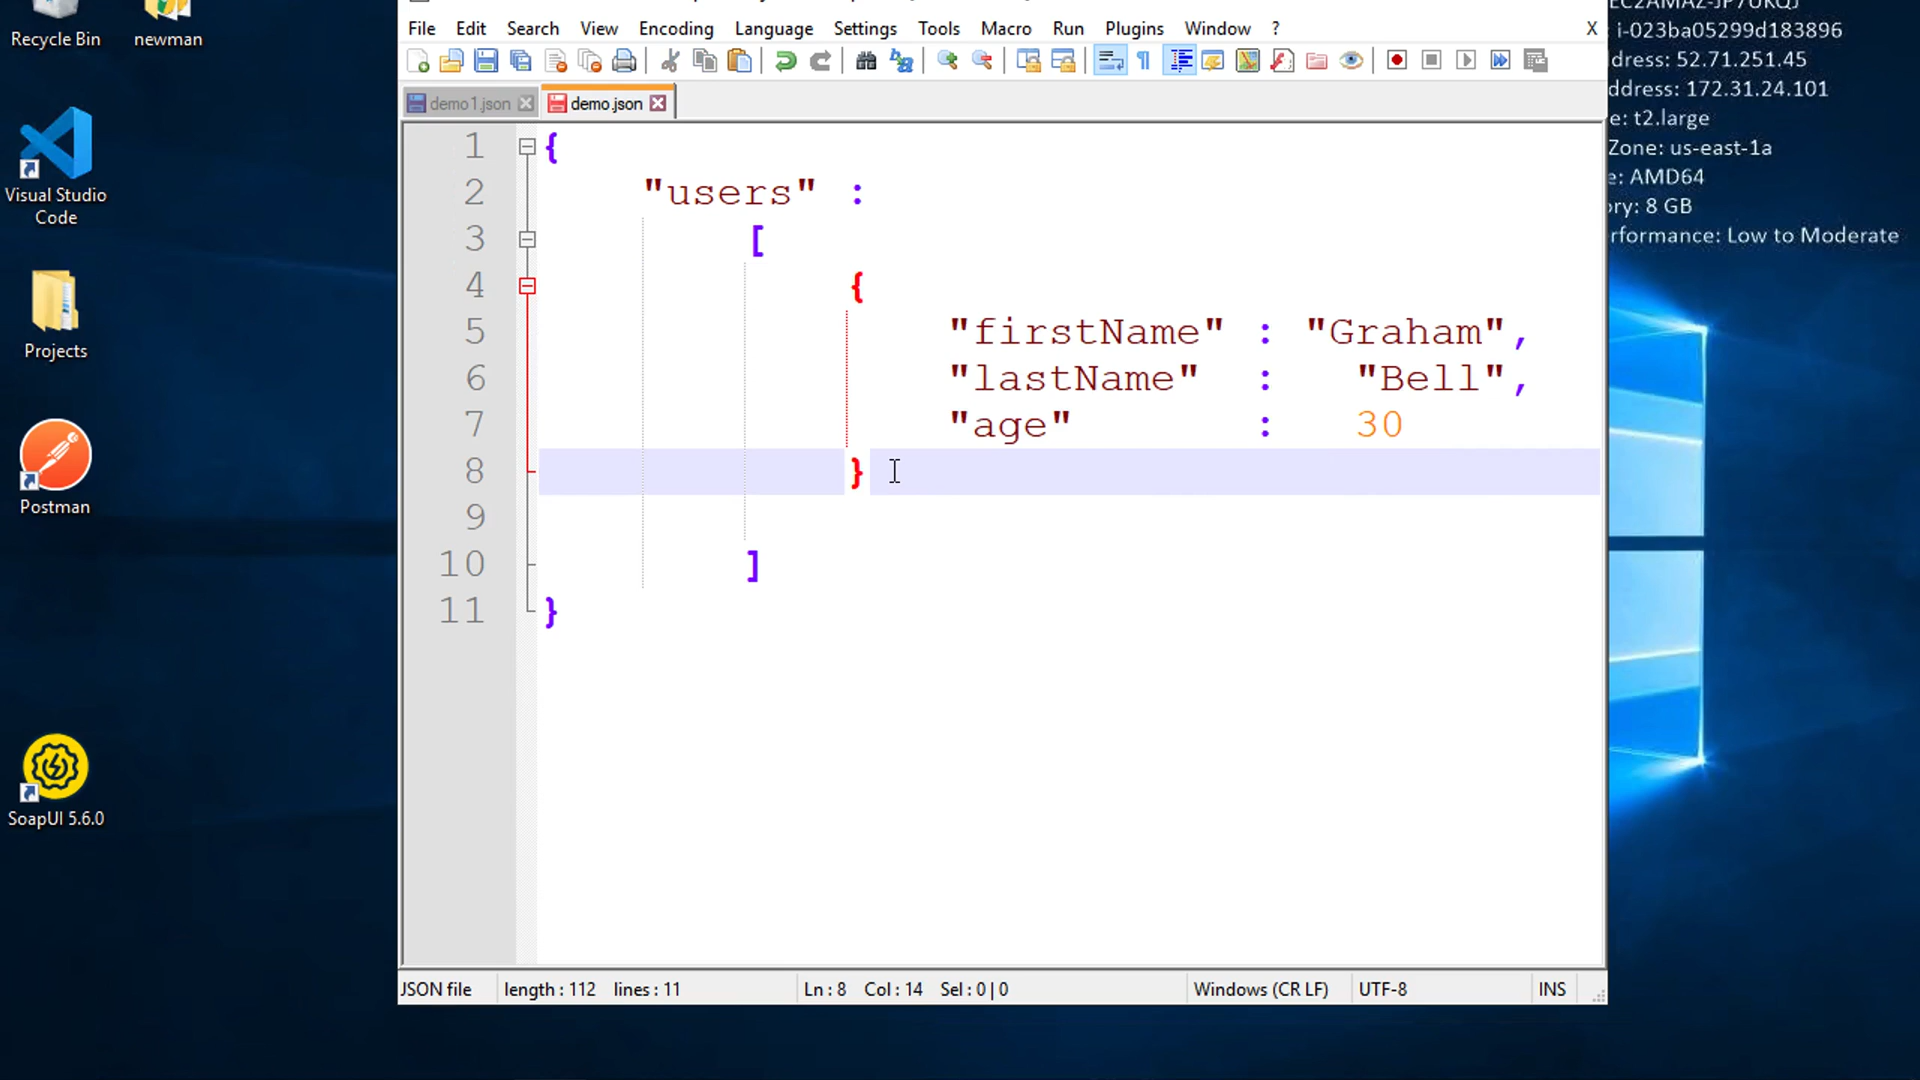 Recycle Bin
newman
Visual Studio
Code
Projects
Postman
SoapUI 5.6.0
File Edit Search View Encoding Language Settings Tools Macro Run Plugins Window ? X
demo1.json demo.json
1 {
2 "users" :
3 [
4 {
5 "firstName" : "Graham",
6 "lastName" : "Bell",
7 "age" : 30
8 }
9
10 ]
11 }
JSON file length : 112 lines : 11 Ln : 8 Col : 14 Sel : 0 | 0 Windows (CR LF) UTF-8 INS
: i-023ba05299d183896
ddress: 52.71.251.45
ddress: 172.31.24.101
e: t2.large
Zone: us-east-1a
e: AMD64
ory: 8 GB
rformance: Low to Moderate